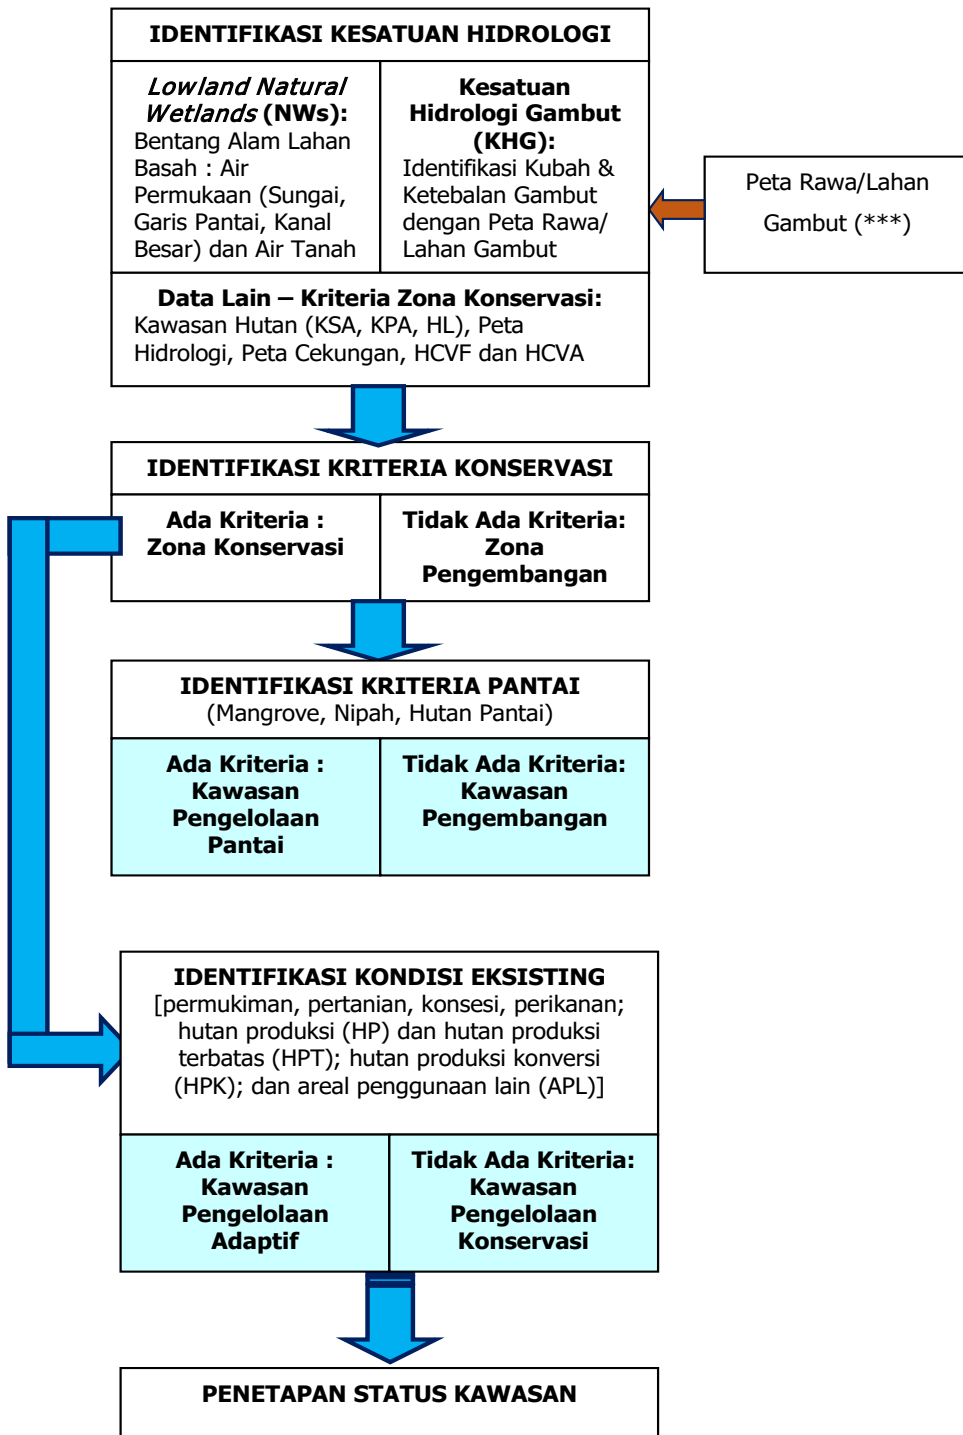 IDENTIFIKASI KESATUAN HIDROLOGI
Lowland Natural
Wetlands (NWs):
Bentang Alam Lahan
Basah : Air
Permukaan (Sungai,
Garis Pantai, Kanal
Besar) dan Air Tanah
Kesatuan
Hidrologi Gambut
(KHG):
Identifikasi Kubah &
Ketebalan Gambut
dengan Peta Rawa/
Lahan Gambut
Peta Rawa/Lahan
Gambut (***)
Data Lain – Kriteria Zona Konservasi:
Kawasan Hutan (KSA, KPA, HL), Peta
Hidrologi, Peta Cekungan, HCVF dan HCVA
IDENTIFIKASI KRITERIA KONSERVASI
Ada Kriteria :
Zona Konservasi
Tidak Ada Kriteria:
Zona
Pengembangan
IDENTIFIKASI KRITERIA PANTAI
(Mangrove, Nipah, Hutan Pantai)
Ada Kriteria :
Kawasan
Pengelolaan
Pantai
Tidak Ada Kriteria:
Kawasan
Pengembangan
IDENTIFIKASI KONDISI EKSISTING
[permukiman, pertanian, konsesi, perikanan;
hutan produksi (HP) dan hutan produksi
terbatas (HPT); hutan produksi konversi
(HPK); dan areal penggunaan lain (APL)]
Ada Kriteria :
Kawasan
Pengelolaan
Adaptif
Tidak Ada Kriteria:
Kawasan
Pengelolaan
Konservasi
PENETAPAN STATUS KAWASAN